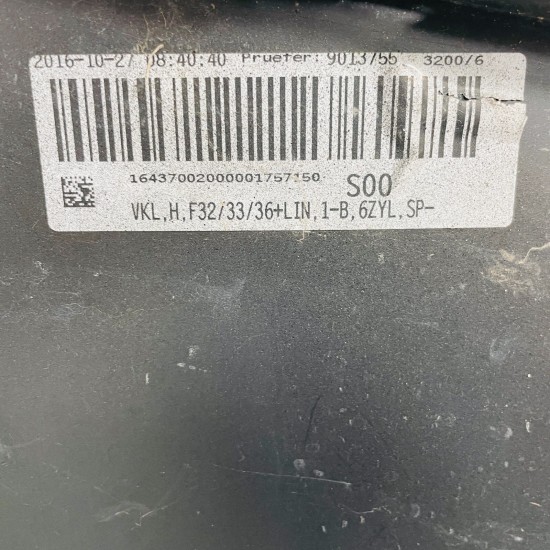 2016-10-27 08:40:40 Pruefer: 9013755 3200/6
16437002000001757150 S00
VKL,H,F32/33/36+LIN,1-B,6ZYL,SP-